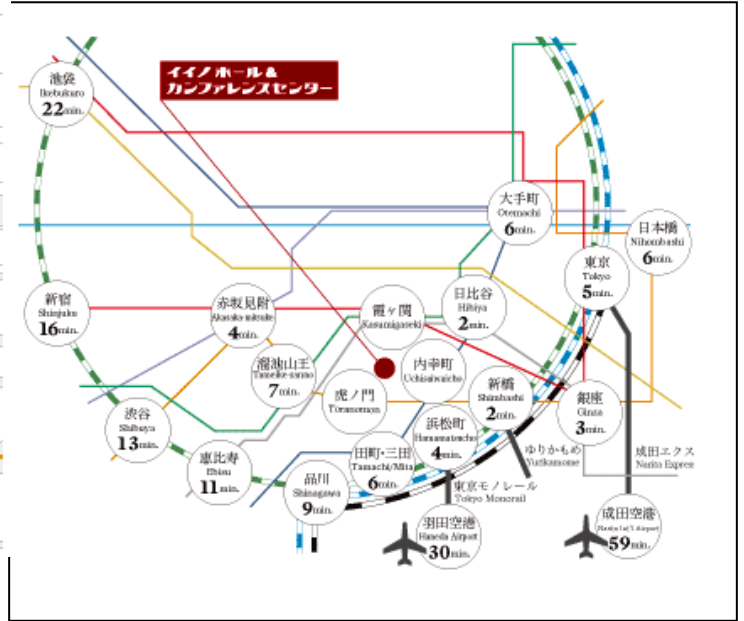 イイノホール&
カンファレンスセンター
池袋
Ikebukuro
22min.
大手町
Otemachi
6min.
日本橋
Nihombashi
6min.
東京
Tokyo
5min.
新宿
Shinjuku
16min.
赤坂見附
Akasaka-mitsuke
4min.
霞ヶ関
Kasumigaseki
日比谷
Hibiya
2min.
溜池山王
Tameike-sanno
7min.
虎ノ門
Toranomon
内幸町
Uchisaiwaicho
新橋
Shimbashi
2min.
銀座
Ginza
3min.
渋谷
Shibuya
13min.
恵比寿
Ebisu
11min.
品川
Shinagawa
9min.
田町・三田
Tamachi/Mita
6min.
浜松町
Hamamatsucho
4min.
ゆりかもめ
Yurikamome
成田エクス
Narita Expres
東京モノレール
Tokyo Monorail
羽田空港
Haneda Airport
30min.
成田空港
Narita Int'l Airport
59min.